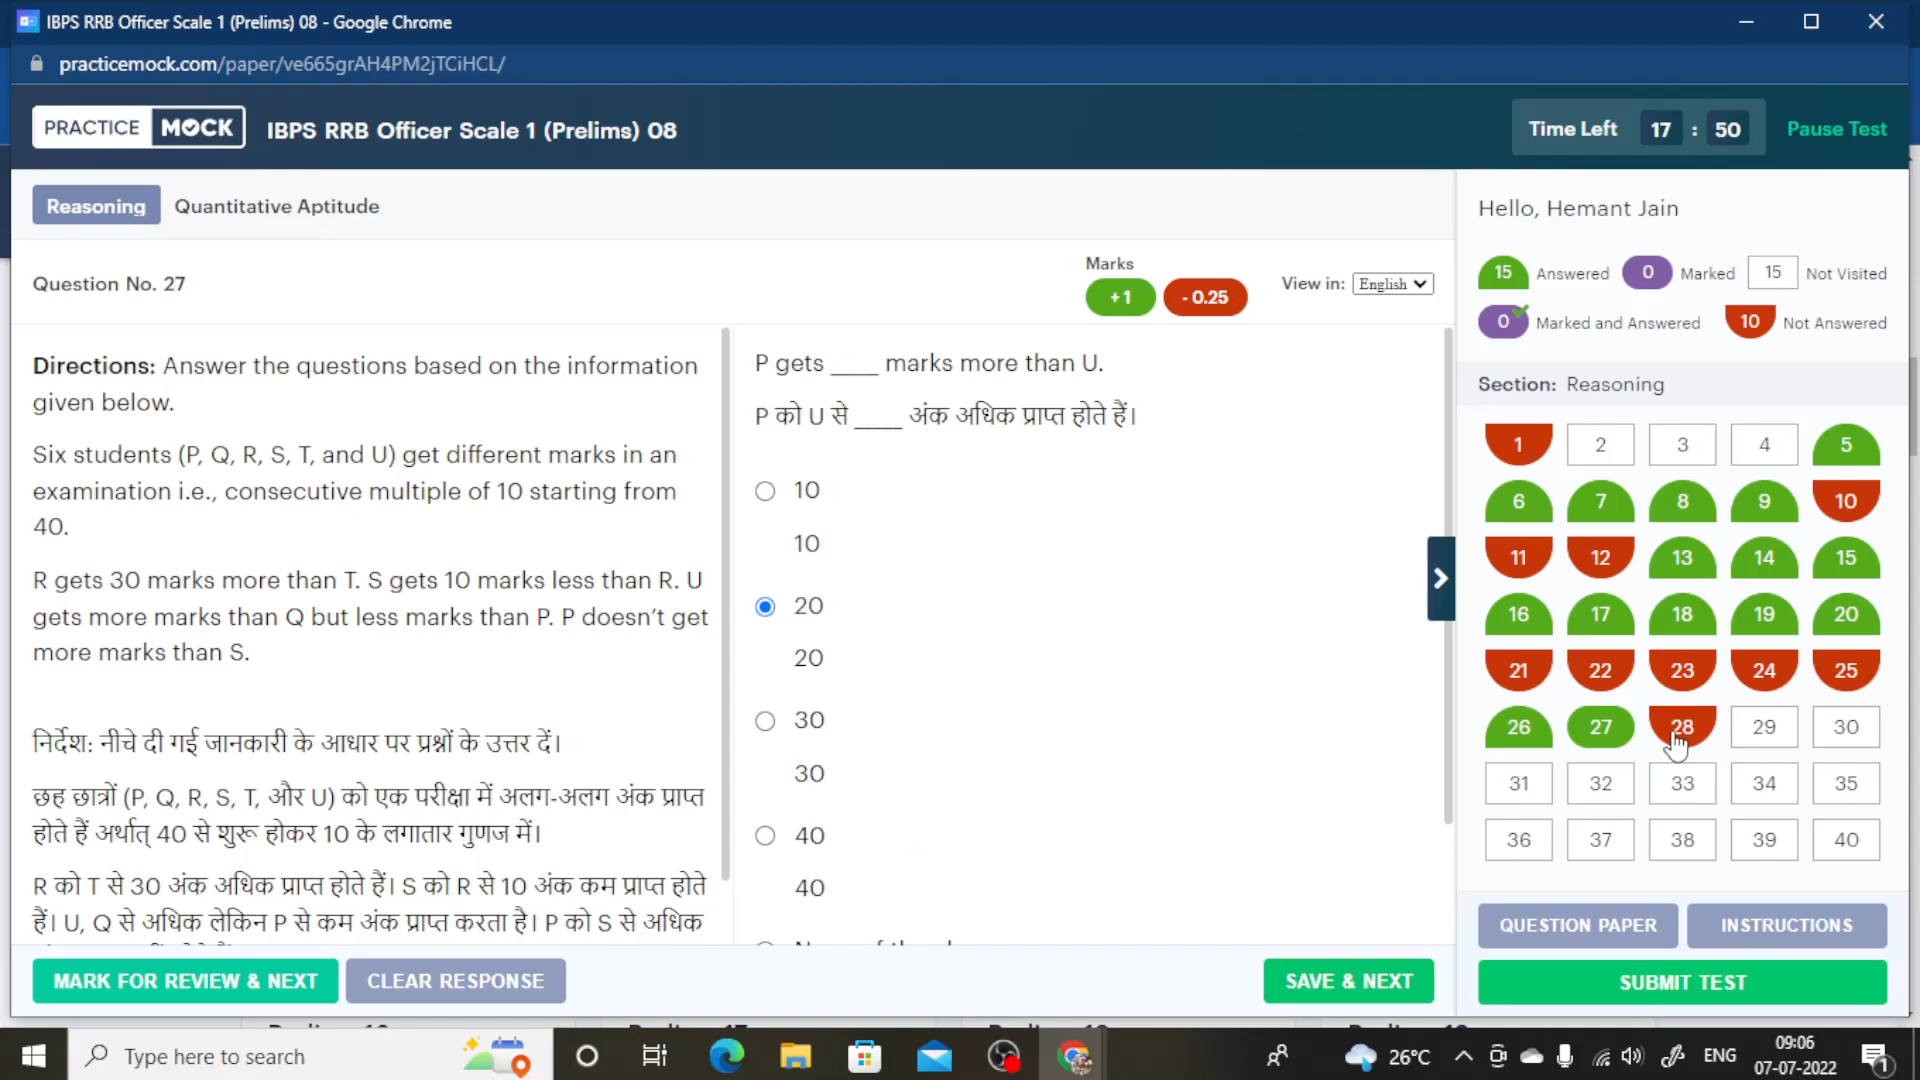 IBPS RRB Officer Scale 1 (Prelims) 08 - Google Chrome
practicemock.com/paper/ve665grAH4PM2jTCiHCL/
PRACTICE MOCK IBPS RRB Officer Scale 1 (Prelims) 08
Time Left 17 : 50 Pause Test
Reasoning Quantitative Aptitude
Hello, Hemant Jain
Question No. 27
Marks
+1 - 0.25
View in: English
15 Answered 0 Marked 15 Not Visited
0 Marked and Answered 10 Not Answered
Directions: Answer the questions based on the information
given below.
Six students (P, Q, R, S, T, and U) get different marks in an
examination i.e., consecutive multiple of 10 starting from
40.
R gets 30 marks more than T. S gets 10 marks less than R. U
gets more marks than Q but less marks than P. P doesn't get
more marks than S.
निर्देश: नीचे दी गई जानकारी के आधार पर प्रश्नों के उत्तर दें।
छह छात्रों (P, Q, R, S, T, और U) को एक परीक्षा में अलग-अलग अंक प्राप्त
होते हैं अर्थात् 40 से शुरू होकर 10 के लगातार गुणज में।
R को T से 30 अंक अधिक प्राप्त होते हैं। S को R से 10 अंक कम प्राप्त होते
हैं। U, Q से अधिक लेकिन P से कम अंक प्राप्त करता है। P को S से अधिक
P gets ____ marks more than U.
P को U से ____ अंक अधिक प्राप्त होते हैं।
10
10
20
20
30
30
40
40
Section: Reasoning
1 2 3 4 5
6 7 8 9 10
11 12 13 14 15
16 17 18 19 20
21 22 23 24 25
26 27 28 29 30
31 32 33 34 35
36 37 38 39 40
QUESTION PAPER INSTRUCTIONS
MARK FOR REVIEW & NEXT CLEAR RESPONSE SAVE & NEXT SUBMIT TEST
Type here to search
26°C ENG
09:06
07-07-2022
1